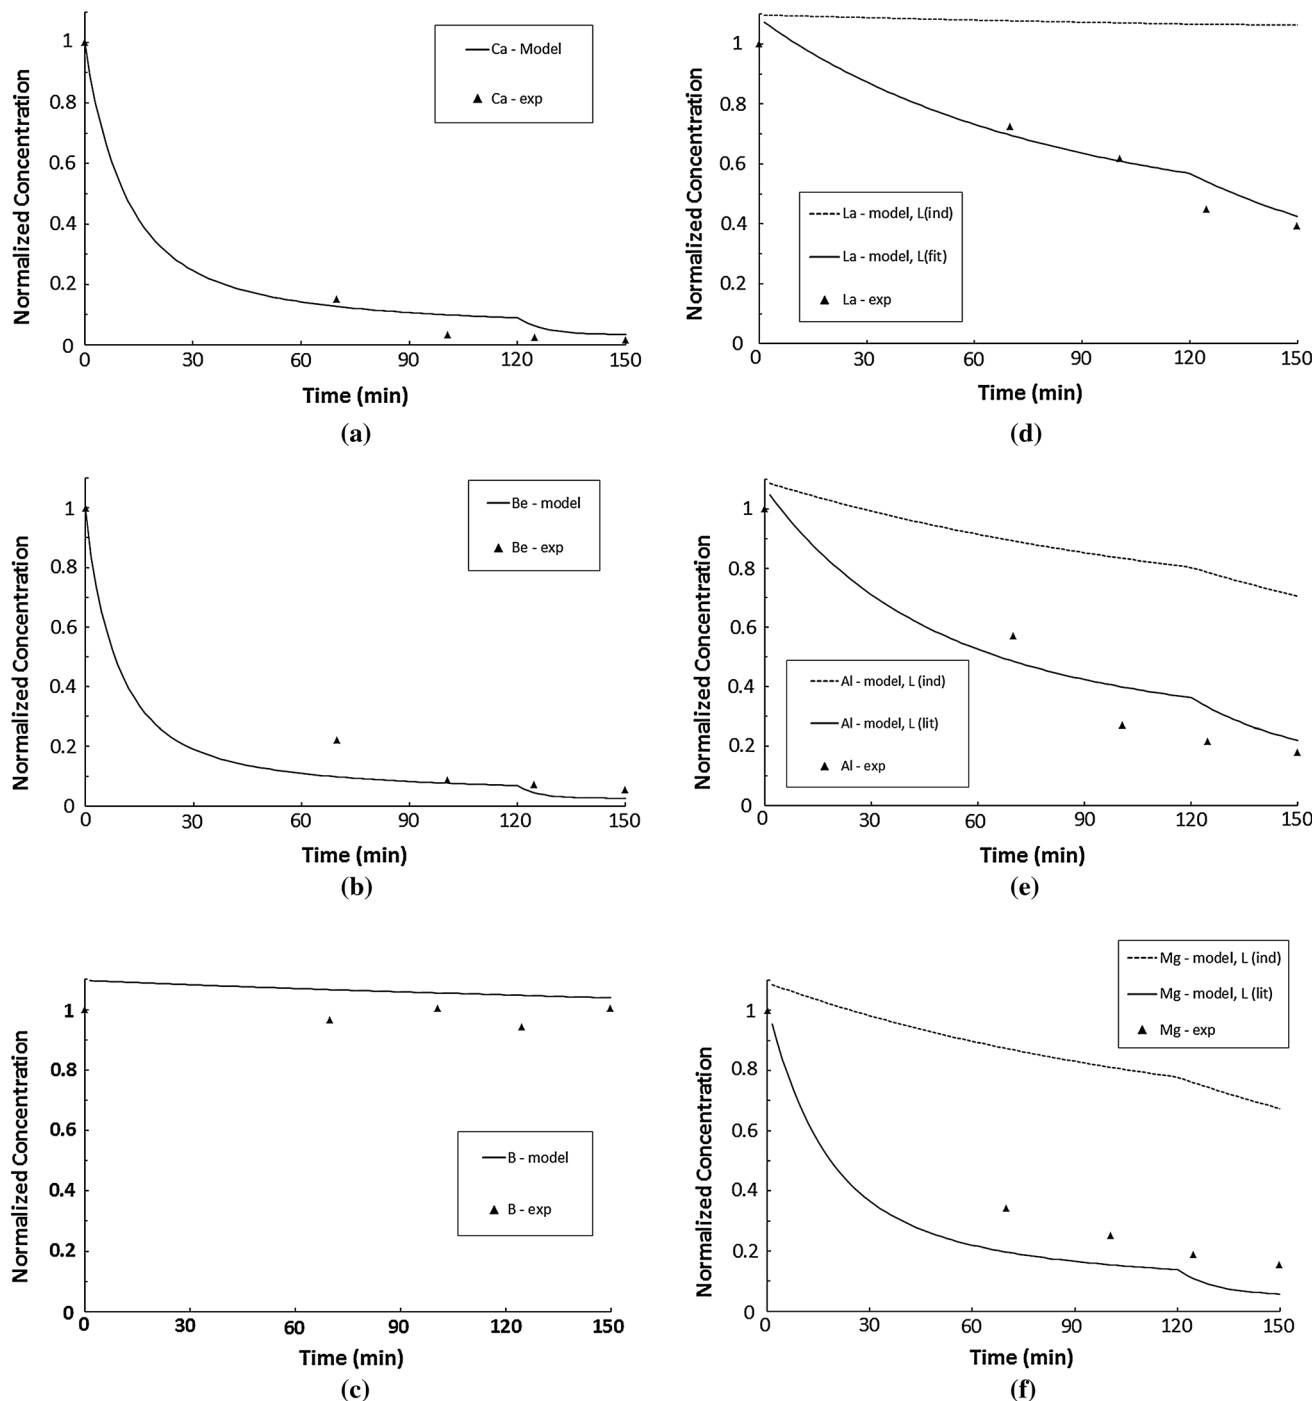 Normalized Concentration
1
0.8
0.6
0.4
0.2
0
0 30 60 90 120 150
Time (min)
Ca - Model
Ca - exp
(a)
Normalized Concentration
1
0.8
0.6
0.4
0.2
0
0 30 60 90 120 150
Time (min)
La - model, L(ind)
La - model, L(fit)
La - exp
(d)
Normalized Concentration
1
0.8
0.6
0.4
0.2
0
0 30 60 90 120 150
Time (min)
Be - model
Be - exp
(b)
Normalized Concentration
1
0.8
0.6
0.4
0.2
0
0 30 60 90 120 150
Time (min)
Al - model, L (ind)
Al - model, L (lit)
Al - exp
(e)
Normalized Concentration
1
0.8
0.6
0.4
0.2
0
0 30 60 90 120 150
Time (min)
B - model
B - exp
(c)
Normalized Concentration
1
0.8
0.6
0.4
0.2
0
0 30 60 90 120 150
Time (min)
Mg - model, L (ind)
Mg - model, L (lit)
Mg - exp
(f)